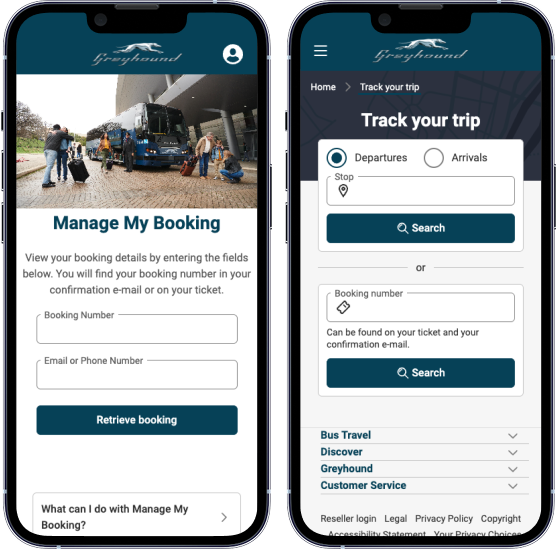 Greyhound
Manage My Booking
View your booking details by entering the fields
below. You will find your booking number in your
confirmation e-mail or on your ticket.
Booking Number
Email or Phone Number
Retrieve booking
What can I do with Manage My
Booking?
Greyhound
Home
Track your trip
Track your trip
Departures
Arrivals
Stop
Search
or
Booking number
Can be found on your ticket and your
confirmation e-mail.
Search
Bus Travel
Discover
Greyhound
Customer Service
Reseller login Legal Privacy Policy Copyright
Accessibility Statement Your Privacy Choices